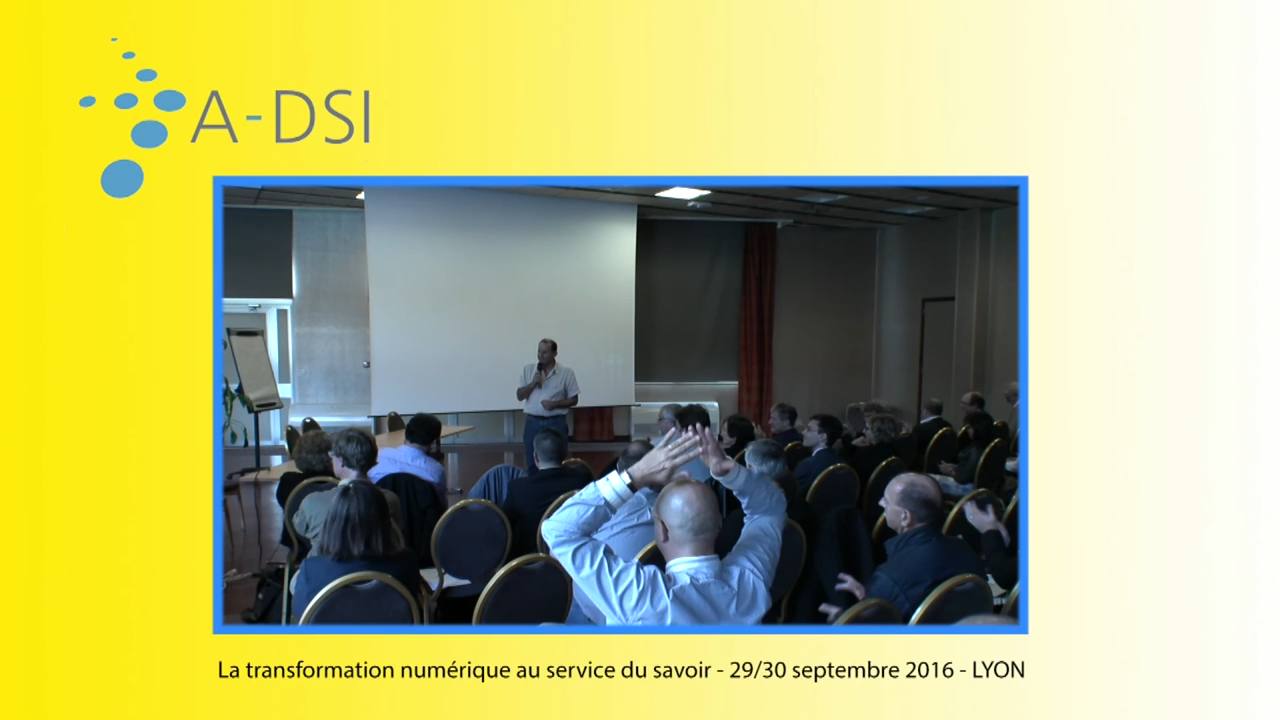 A-DSI
La transformation numérique au service du savoir - 29/30 septembre 2016 - LYON